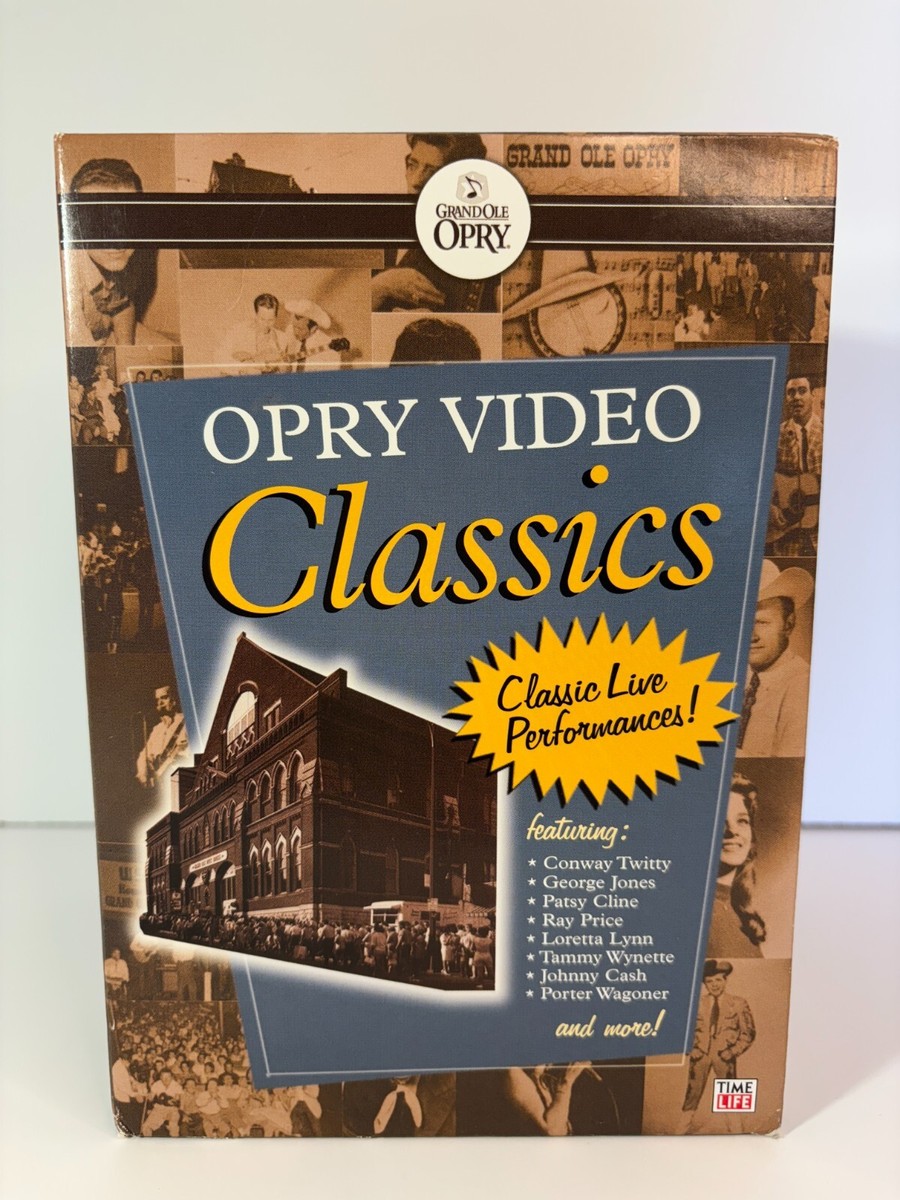 GRAND OLE OPRY
GRAND OLE
OPRY
OPRY VIDEO
Classics
Classic Live
Performances!
featuring:
★ Conway Twitty
★ George Jones
★ Patsy Cline
★ Ray Price
★ Loretta Lynn
★ Tammy Wynette
★ Johnny Cash
★ Porter Wagoner
and more!
TIME
LIFE